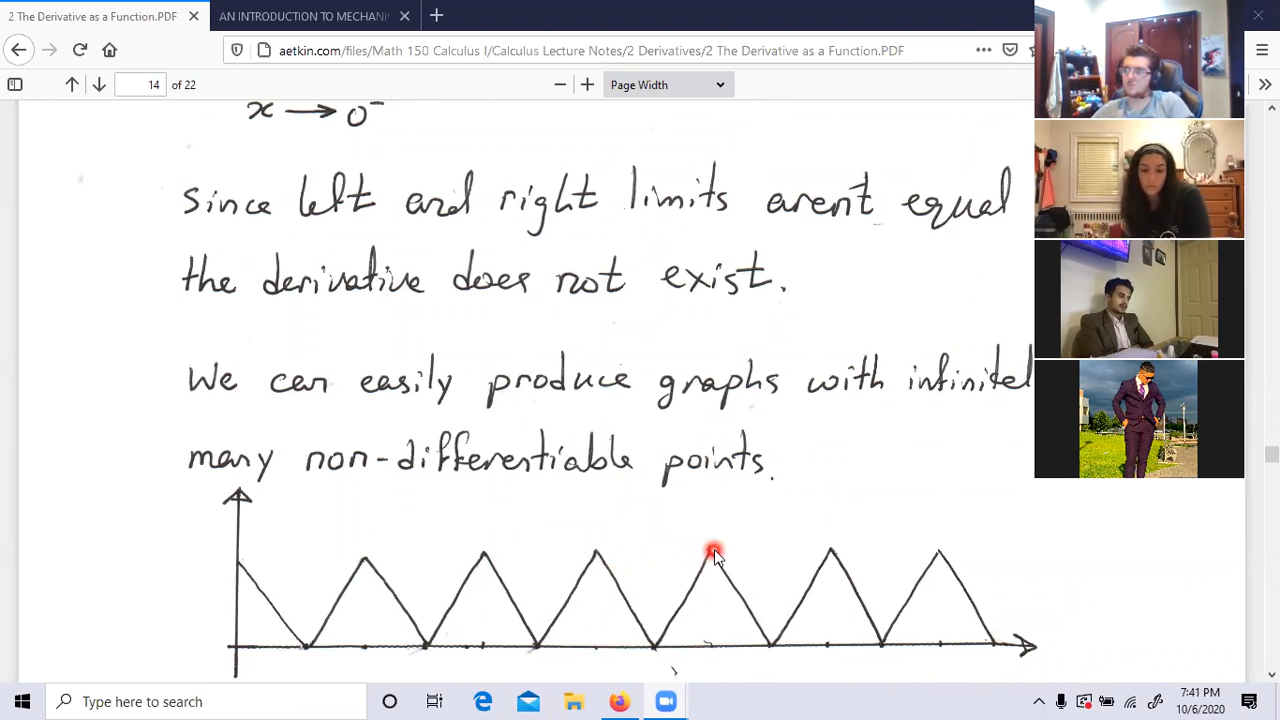 2 The Derivative as a Function.PDF
AN INTRODUCTION TO MECHANI
aetkin.com/files/Math 150 Calculus I/Calculus Lecture Notes/2 Derivatives/2 The Derivative as a Function.PDF
14 of 22
Page Width
x → 0⁻
since left and right limits aren't equal
the derivative does not exist.
We can easily produce graphs with infinitel
many non-differentiable points.
Type here to search
7:41 PM
10/6/2020